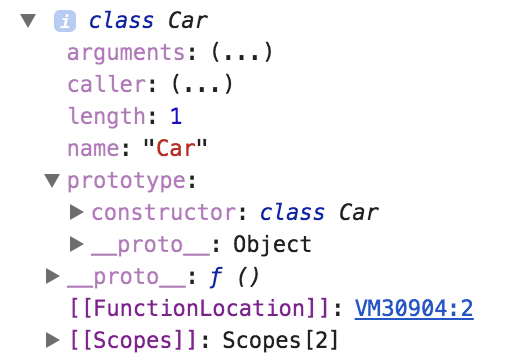 i class Car
arguments: (...)
caller: (...)
length: 1
name: "Car"
prototype:
constructor: class Car
__proto__: Object
__proto__: ƒ ()
[[FunctionLocation]]: VM30904:2
[[Scopes]]: Scopes[2]